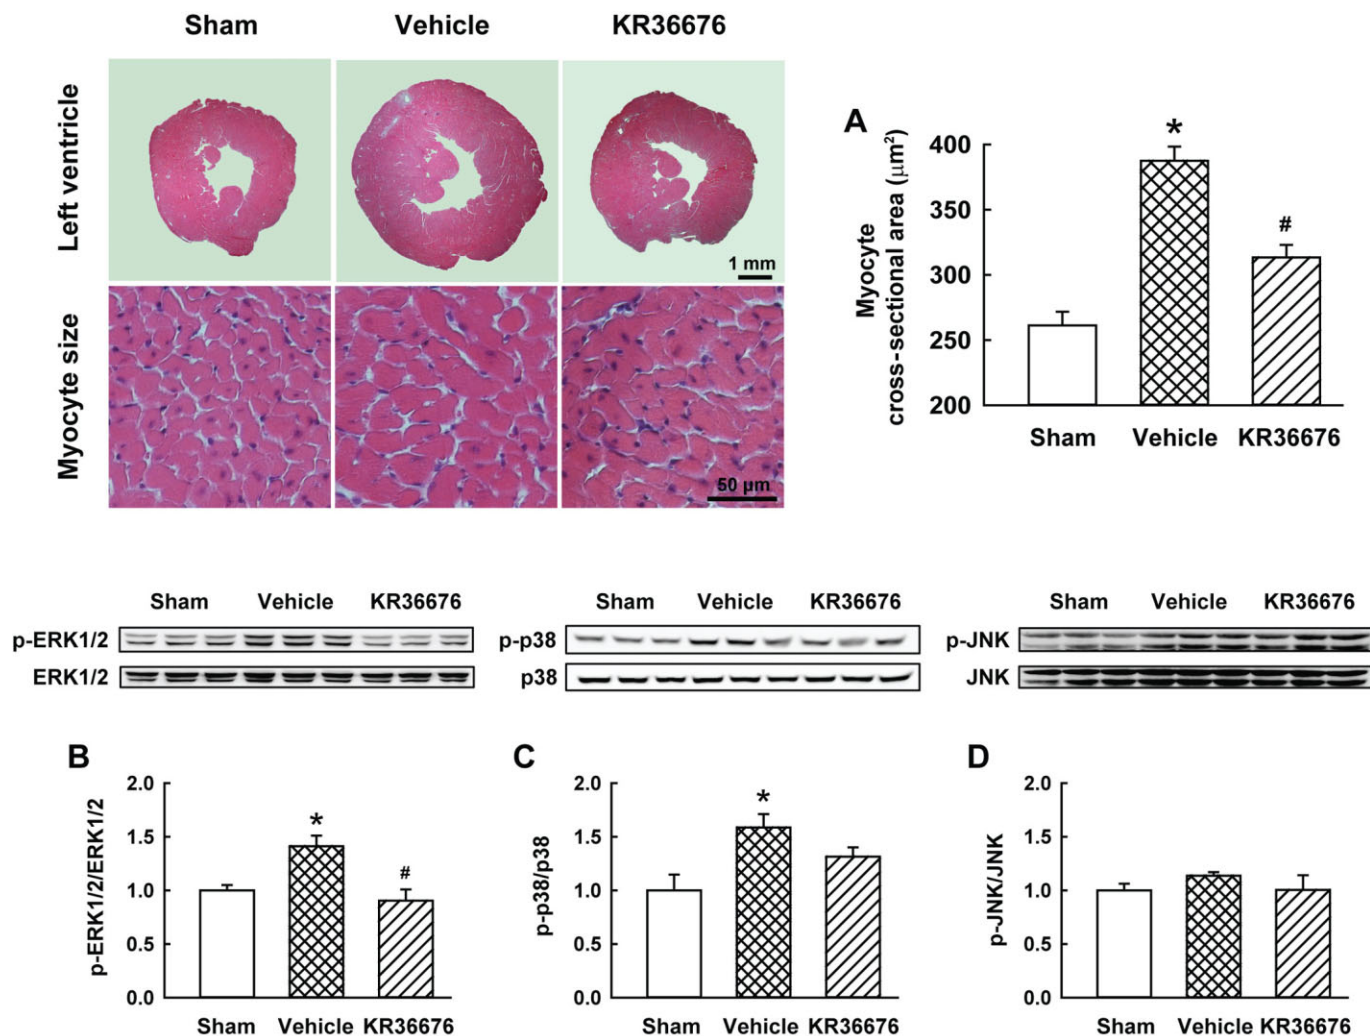 Sham Vehicle KR36676
Left ventricle
1 mm
Myocyte size
50 µm
A
Myocyte
cross-sectional area (µm²)
400
350
300
250
200
*
#
Sham Vehicle KR36676
Sham Vehicle KR36676
p-ERK1/2
ERK1/2
Sham Vehicle KR36676
p-p38
p38
Sham Vehicle KR36676
p-JNK
JNK
B
p-ERK1/2/ERK1/2
2.0
1.5
1.0
0.5
0.0
*
#
Sham Vehicle KR36676
C
p-p38/p38
2.0
1.5
1.0
0.5
0.0
*
Sham Vehicle KR36676
D
p-JNK/JNK
2.0
1.5
1.0
0.5
0.0
Sham Vehicle KR36676